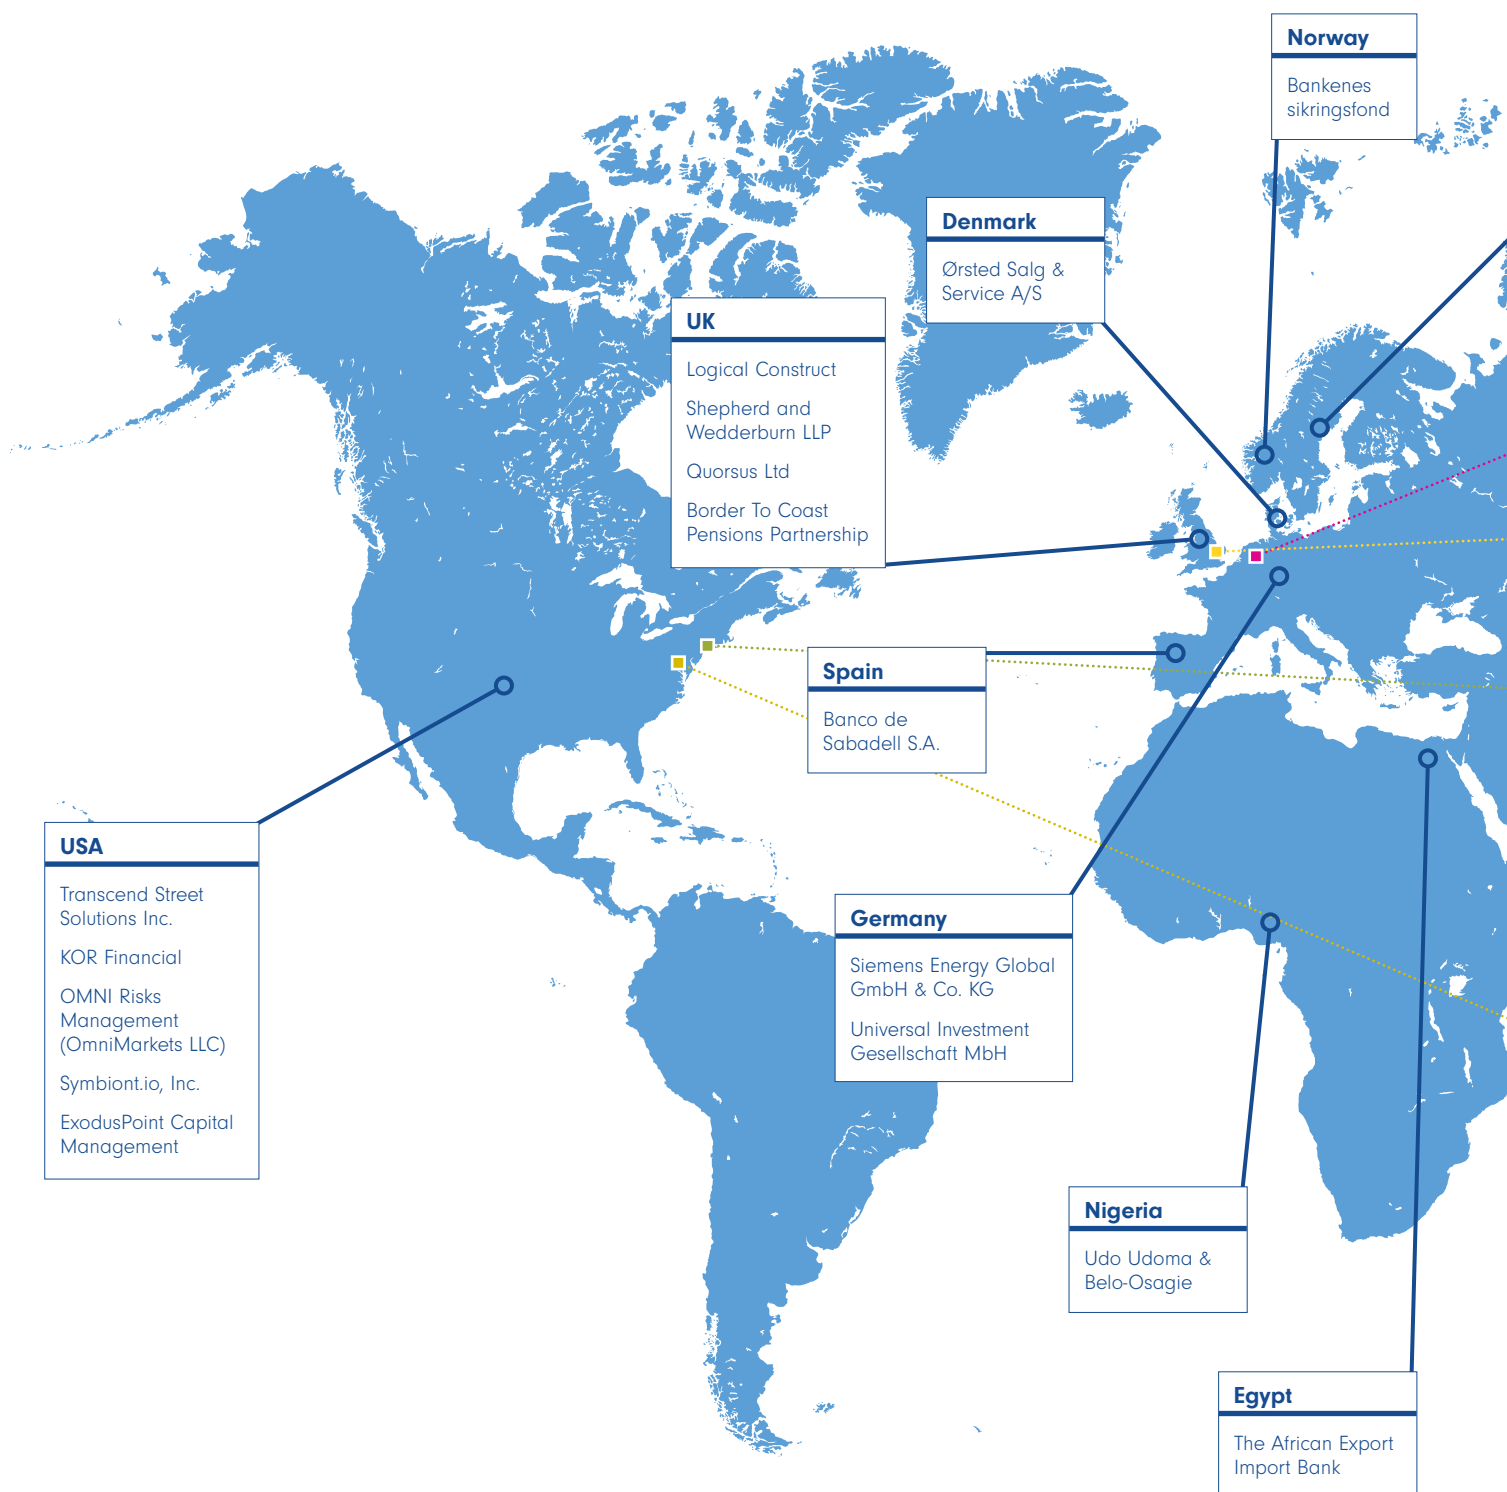 Norway
Bankenes
sikringsfond
Denmark
Ørsted Salg &
Service A/S
UK
Logical Construct
Shepherd and
Wedderburn LLP
Quorsus Ltd
Border To Coast
Pensions Partnership
Spain
Banco de
Sabadell S.A.
USA
Transcend Street
Solutions Inc.
KOR Financial
OMNI Risks
Management
(OmniMarkets LLC)
Symbiont.io, Inc.
ExodusPoint Capital
Management
Germany
Siemens Energy Global
GmbH & Co. KG
Universal Investment
Gesellschaft MbH
Nigeria
Udo Udoma &
Belo-Osagie
Egypt
The African Export
Import Bank